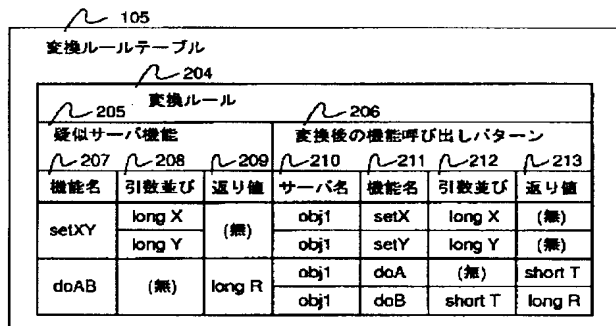 105
変換ルールテーブル
204
変換ルール
205 206
疑似サーバ機能 変換後の機能呼び出しパターン
207 208 209 210 211 212 213
機能名 引数並び 返り値 サーバ名 機能名 引数並び 返り値
setXY long X (無) obj1 setX long X (無)
long Y obj1 setY long Y (無)
doAB (無) long R obj1 doA (無) short T
obj1 doB short T long R